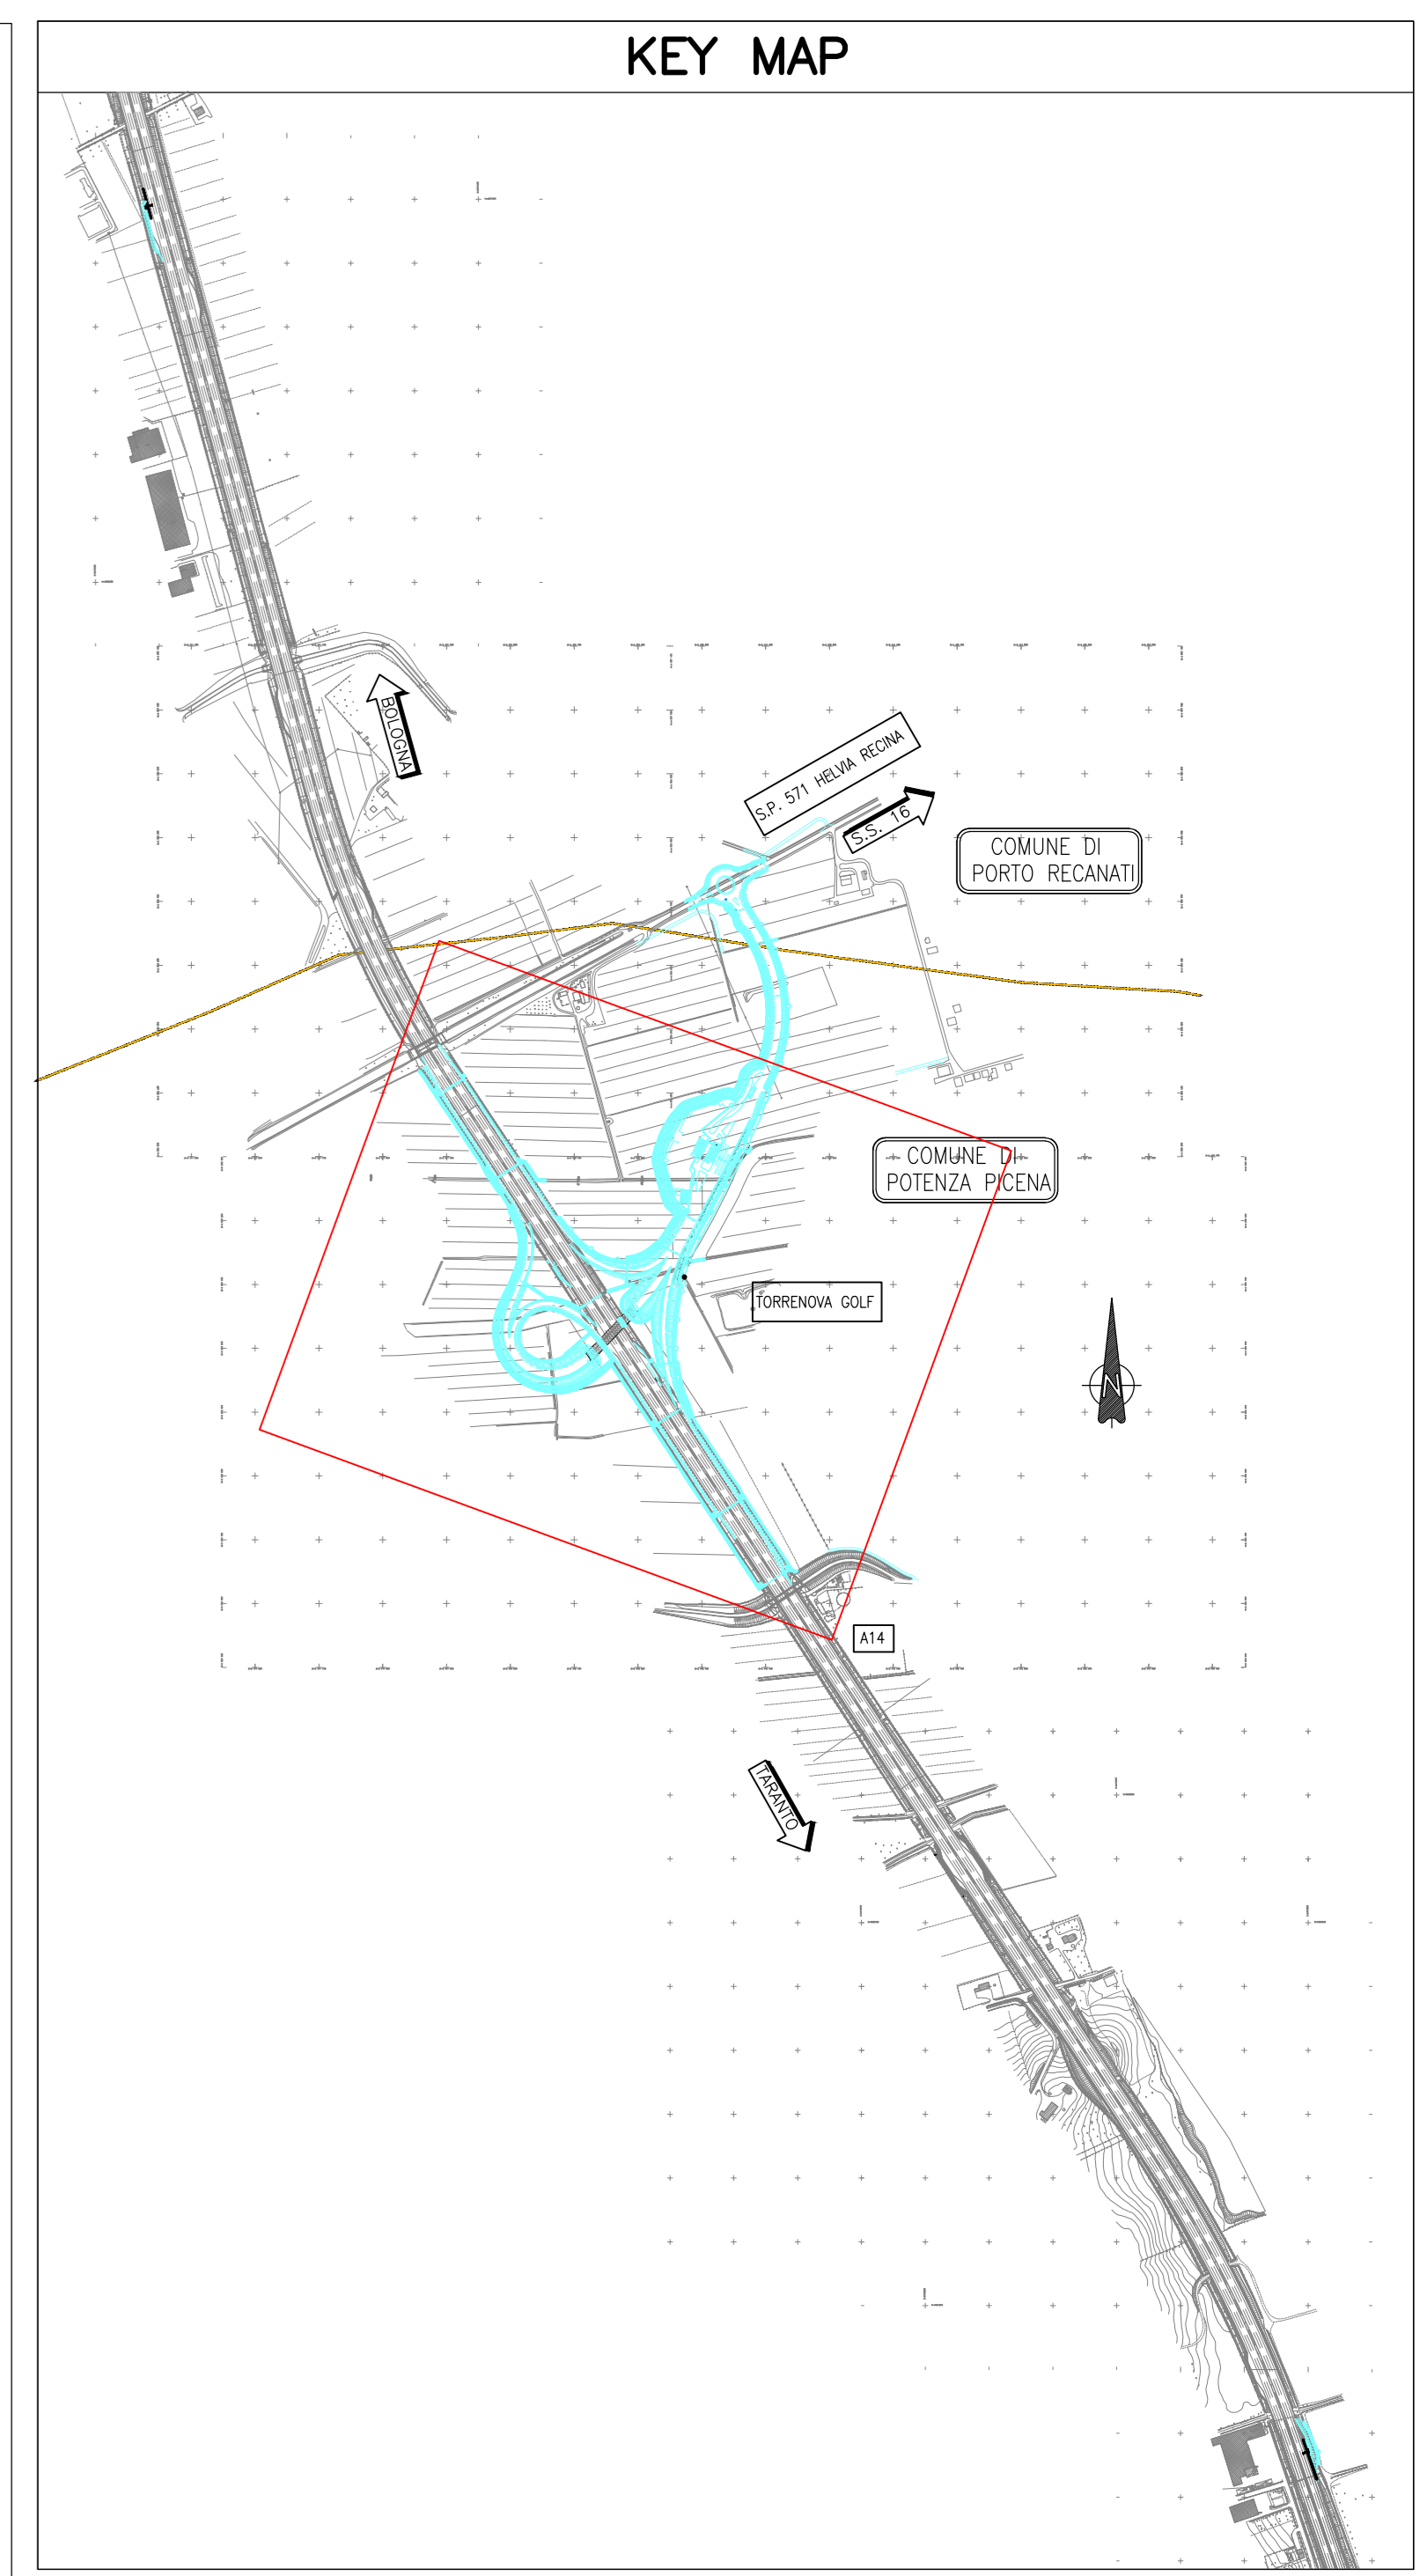 KEY MAP
BOLOGNA
S.P. 571 HELVIA RECINA
S.S. 16
COMUNE DI
PORTO RECANATI
COMUNE DI
POTENZA PICENA
TORRENOVA GOLF
N
A14
TARANTO